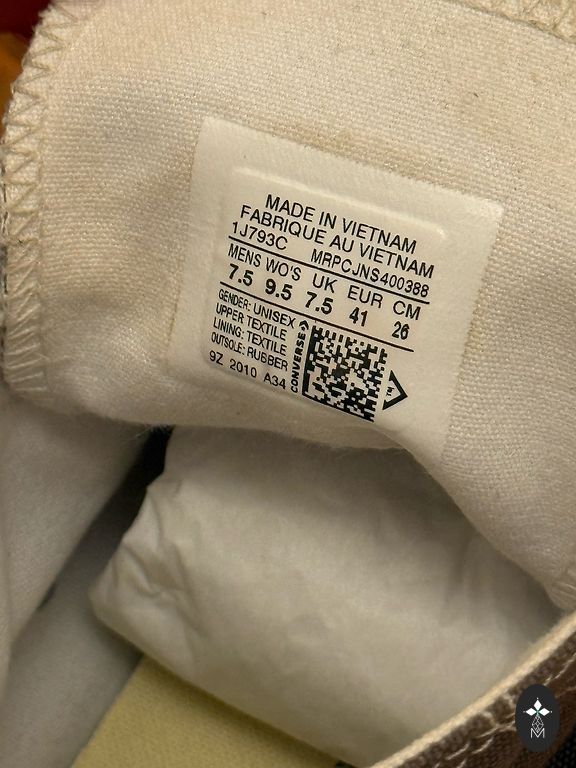 MADE IN VIETNAM
FABRIQUE AU VIETNAM
1J793C MRPCJNS400388
MENS WO'S UK EUR CM
7.5 9.5 7.5 41 26
GENDER: UNISEX
UPPER TEXTILE
LINING: TEXTILE
OUTSOLE: RUBBER
9Z 2010 A34
CONVERSE
TM
M